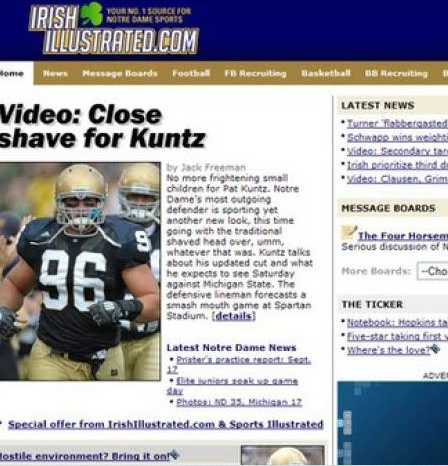 IRISH
ILLUSTRATED.COM
YOUR NO. 1 SOURCE FOR
NOTRE DAME SPORTS
Home News Message Boards Football FB Recruiting Basketball BB Recruiting
Video: Close
shave for Kuntz
by Jack Freeman
No more frightening small
children for Pat Kuntz. Notre
Dame's most outgoing
defender is sporting yet
another new look, this time
going with the traditional
shaved head over, umm,
whatever that was. Kuntz talks
about his updated cut and what
he expects to see Saturday
against Michigan State. The
defensive lineman forecasts a
smash mouth game at Spartan
Stadium. [details]
96
9
Latest Notre Dame News
• Prister's practice report: Sept.
17
• Elite juniors soak up game
day
• Photos: ND 35, Michigan 17
• Special offer from IrishIllustrated.com & Sports Illustrated
Hostile environment? Bring it on!
LATEST NEWS
• Turner 'flabbergasted
• Schwapp wins weight
• Video: Secondary tar
• Irish prioritize third d
• Video: Clausen, Grim
MESSAGE BOARDS
The Four Horsem
Serious discussion of N
More Boards: --Cho
THE TICKER
• Notebook: Hopkins ta
• Five-star taking first v
• Where's the love?
ADVE